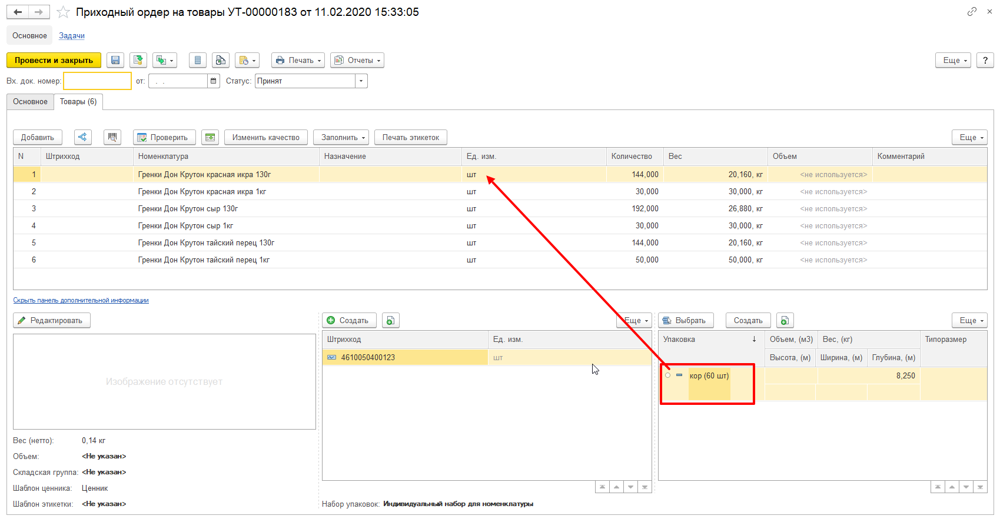 Приходный ордер на товары УТ-00000183 от 11.02.2020 15:33:05
Основное Задачи
Провести и закрыть Печать Отчеты Еще ?
Вх. док. номер: от: . . Статус: Принят
Основное Товары (6)
Добавить Проверить Изменить качество Заполнить Печать этикеток Еще
N Штрихкод Номенклатура Назначение Ед. изм. Количество Вес Объем Комментарий
1 Гренки Дон Крутон красная икра 130г шт 144,000 20,160, кг <не используется>
2 Гренки Дон Крутон красная икра 1кг шт 30,000 30,000, кг <не используется>
3 Гренки Дон Крутон сыр 130г шт 192,000 26,880, кг <не используется>
4 Гренки Дон Крутон сыр 1кг шт 30,000 30,000, кг <не используется>
5 Гренки Дон Крутон тайский перец 130г шт 144,000 20,160, кг <не используется>
6 Гренки Дон Крутон тайский перец 1кг шт 50,000 50,000, кг <не используется>
Скрыть панель дополнительной информации
Редактировать Создать Еще Выбрать Создать Еще
Штрихкод Ед. изм. Упаковка Объем, (м3) Вес, (кг) Типоразмер
Высота, (м) Ширина, (м) Глубина, (м)
4610050400123 шт
кор (60 шт) 8,250
Изображение отсутствует
Вес (нетто): 0,14 кг
Объем: <Не указан>
Складская группа: <Не указан>
Шаблон ценника: Ценник
Шаблон этикетки: <Не указан>
Набор упаковок: Индивидуальный набор для номенклатуры